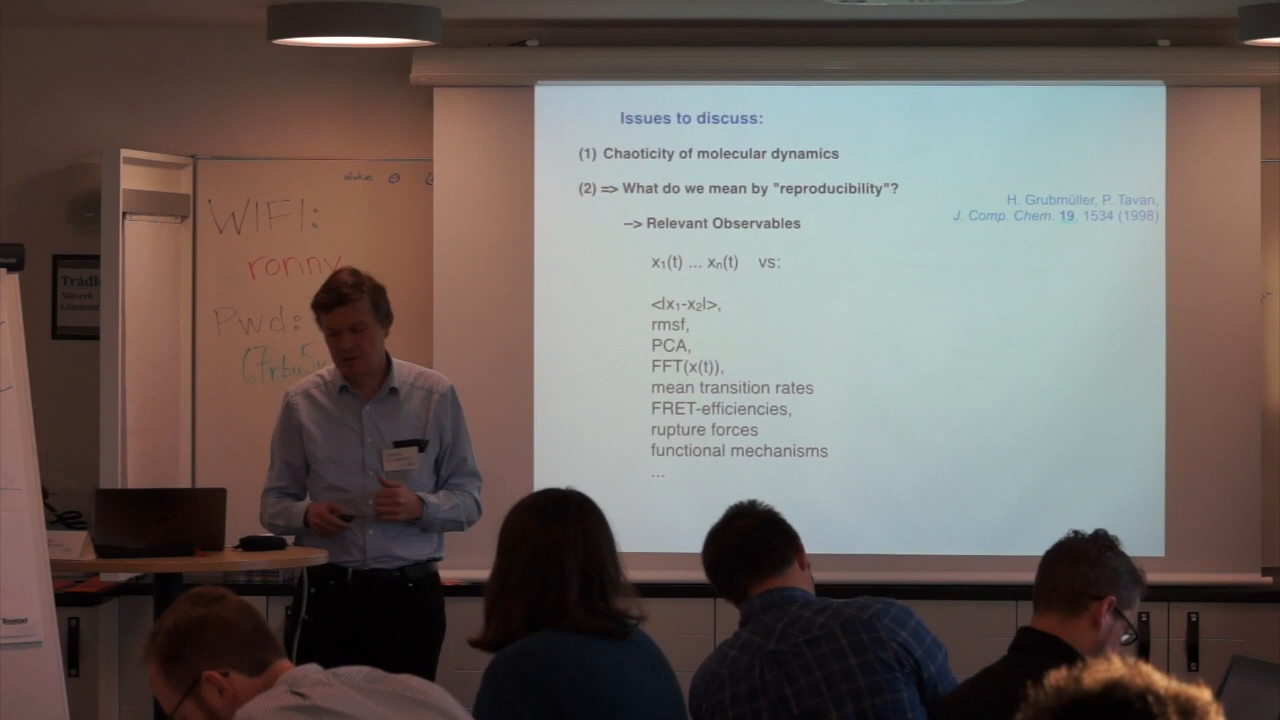 Issues to discuss:
(1) Chaoticity of molecular dynamics
(2) => What do we mean by "reproducibility"?
H. Grubmüller, P. Tavan,
J. Comp. Chem. 19, 1534 (1998)
–> Relevant Observables
x₁(t) ... xₙ(t) vs:
<|x₁-x₂|>,
rmsf,
PCA,
FFT(x(t)),
mean transition rates
FRET-efficiencies,
rupture forces
functional mechanisms
...
WIFI:
ronny
Pwd: